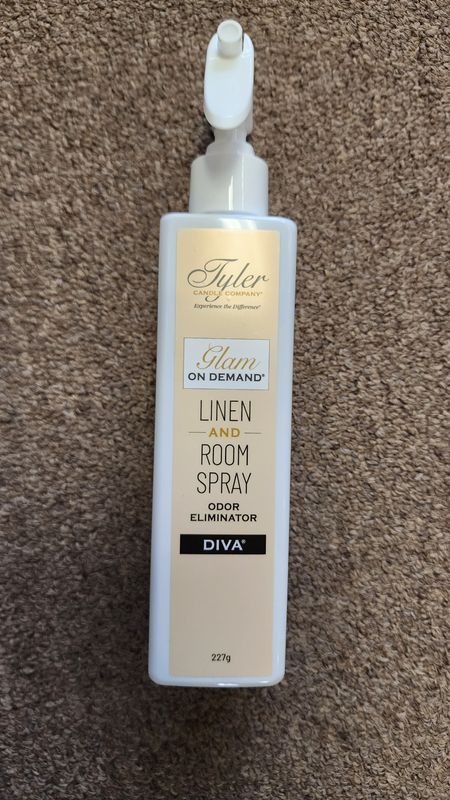 Tyler
CANDLE COMPANY®
Experience the Difference®
Glam
ON DEMAND®
LINEN
AND
ROOM
SPRAY
ODOR
ELIMINATOR
DIVA®
227g